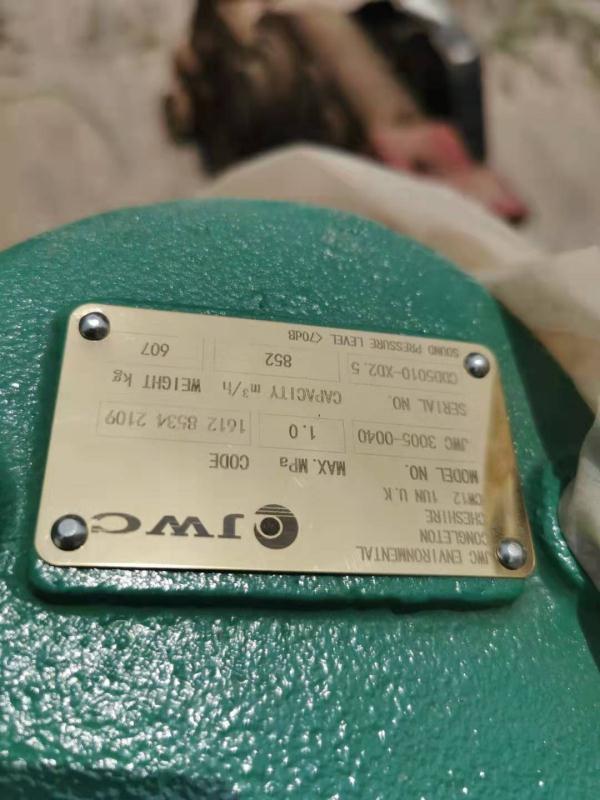 JWC ENVIRONMENTAL
CONGLETON
CHESHIRE
CW12 1UN U.K
JWC
MODEL NO. MAX.MPa CODE
JWC 3005-0040 1.0 1612 8534 2109
SERIAL NO. CAPACITY m³/h WEIGHT kg
CDD5010-XD2.5 852 607
SOUND PRESSURE LEVEL <70dB